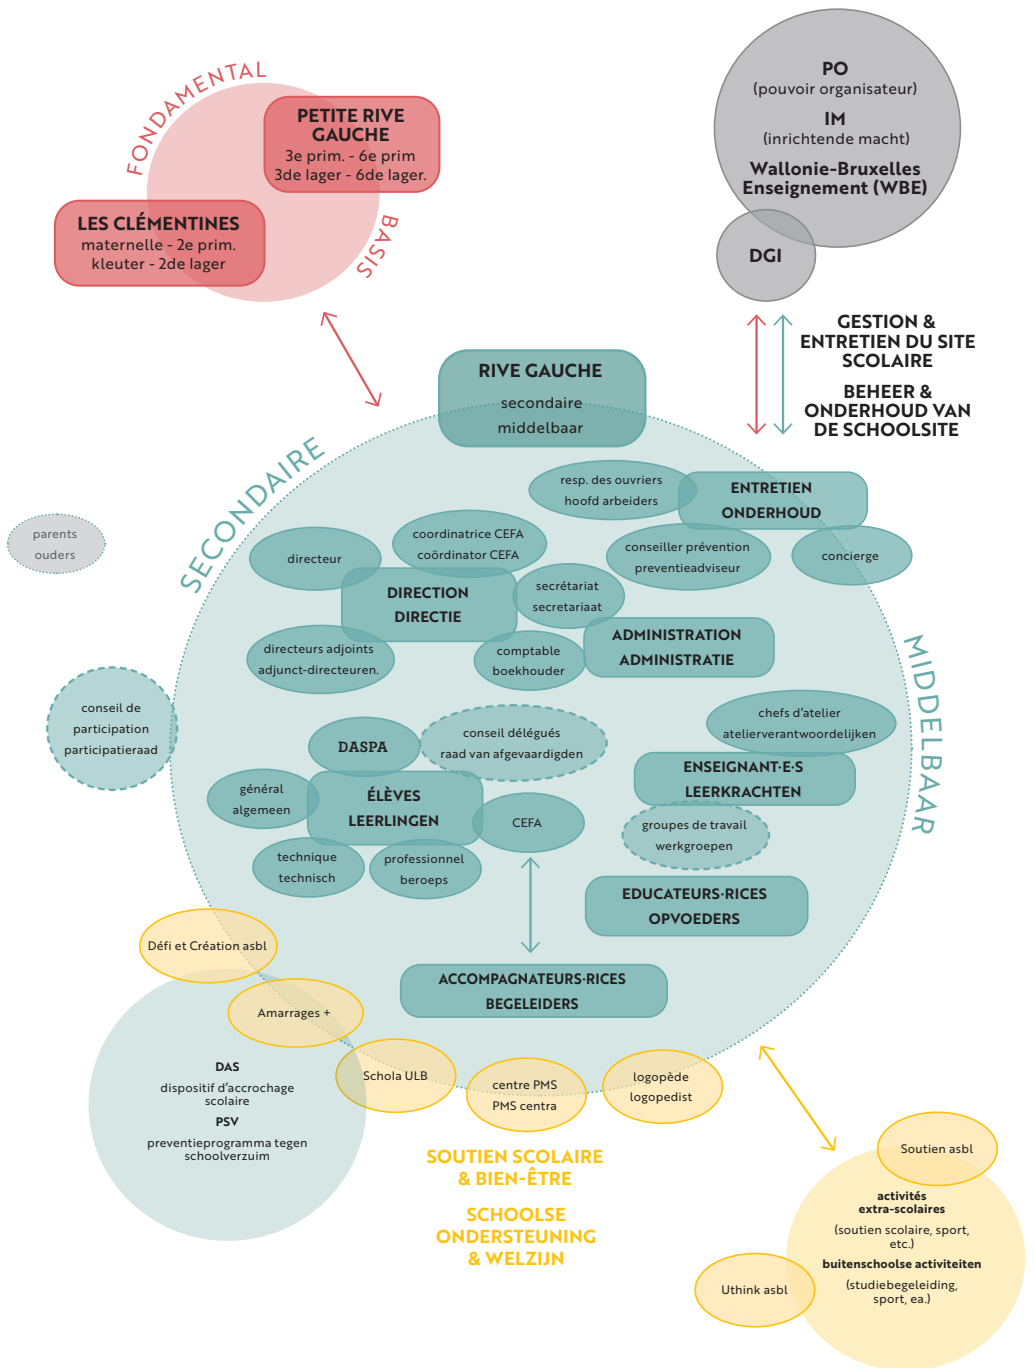 FONDAMENTAL
PETITE RIVE
GAUCHE
3e prim. - 6e prim
3de lager - 6de lager.
LES CLÉMENTINES
maternelle - 2e prim.
kleuter - 2de lager
BASIS
PO
(pouvoir organisateur)
IM
(inrichtende macht)
Wallonie-Bruxelles
Enseignement (WBE)
DGI
GESTION &
ENTRETIEN DU SITE
SCOLAIRE
BEHEER &
ONDERHOUD VAN
DE SCHOOLSITE
RIVE GAUCHE
secondaire
middelbaar
SECONDAIRE
MIDDELBAAR
parents
ouders
resp. des ouvriers
hoofd arbeiders
ENTRETIEN
ONDERHOUD
conseiller prévention
preventieadviseur
concierge
directeur
coordinatrice CEFA
coördinator CEFA
DIRECTION
DIRECTIE
secrétariat
secretariaat
directeurs adjoints
adjunct-directeuren.
comptable
boekhouder
ADMINISTRATION
ADMINISTRATIE
conseil de
participation
participatieraad
DASPA
conseil délégués
raad van afgevaardigden
chefs d'atelier
atelierverantwoordelijken
ENSEIGNANT·E·S
LEERKRACHTEN
général
algemeen
ÉLÈVES
LEERLINGEN
CEFA
groupes de travail
werkgroepen
technique
technisch
professionnel
beroeps
EDUCATEURS·RICES
OPVOEDERS
ACCOMPAGNATEURS·RICES
BEGELEIDERS
Défi et Création asbl
Amarrages +
Schola ULB
centre PMS
PMS centra
logopède
logopedist
DAS
dispositif d'accrochage
scolaire
PSV
preventieprogramma tegen
schoolverzuim
SOUTIEN SCOLAIRE
& BIEN-ÊTRE
SCHOOLSE
ONDERSTEUNING
& WELZIJN
Soutien asbl
activités
extra-scolaires
(soutien scolaire, sport,
etc.)
buitenschoolse activiteiten
(studiebegeleiding,
sport, ea.)
Uthink asbl